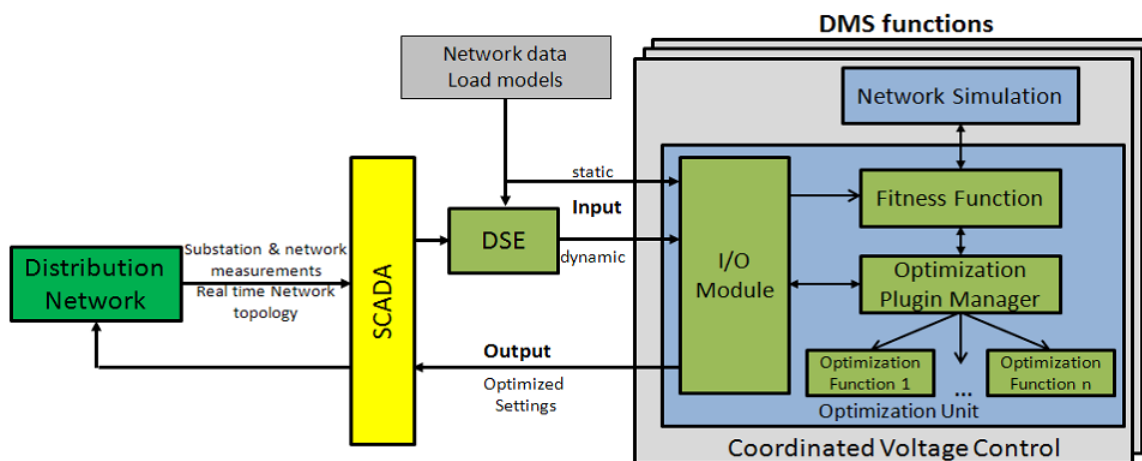 DMS functions
Network data
Load models
Network Simulation
static
Input
dynamic
DSE
I/O
Module
Fitness Function
Optimization
Plugin Manager
Distribution
Network
Substation & network
measurements
Real time Network
topology
SCADA
Output
Optimized
Settings
Optimization
Function 1
...
Optimization
Function n
Optimization Unit
Coordinated Voltage Control